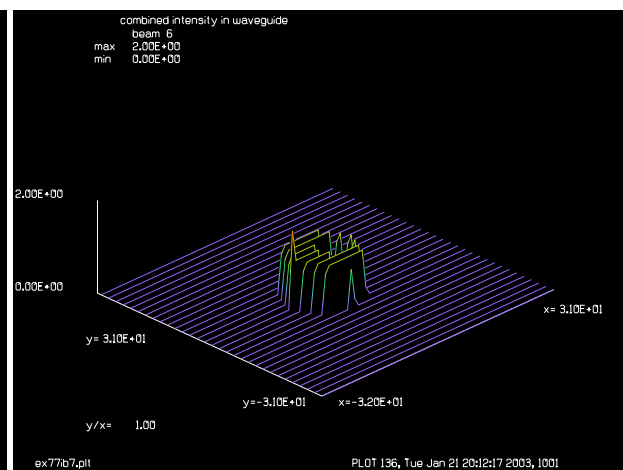 combined intensity in waveguide
beam 6
max 2.00E+00
min 0.00E+00
2.00E+00
0.00E+00
x= 3.10E+01
y= 3.10E+01
y=-3.10E+01 x=-3.20E+01
y/x= 1.00
ex77ib7.plt PLOT 136, Tue Jan 21 20:12:17 2003, 1001